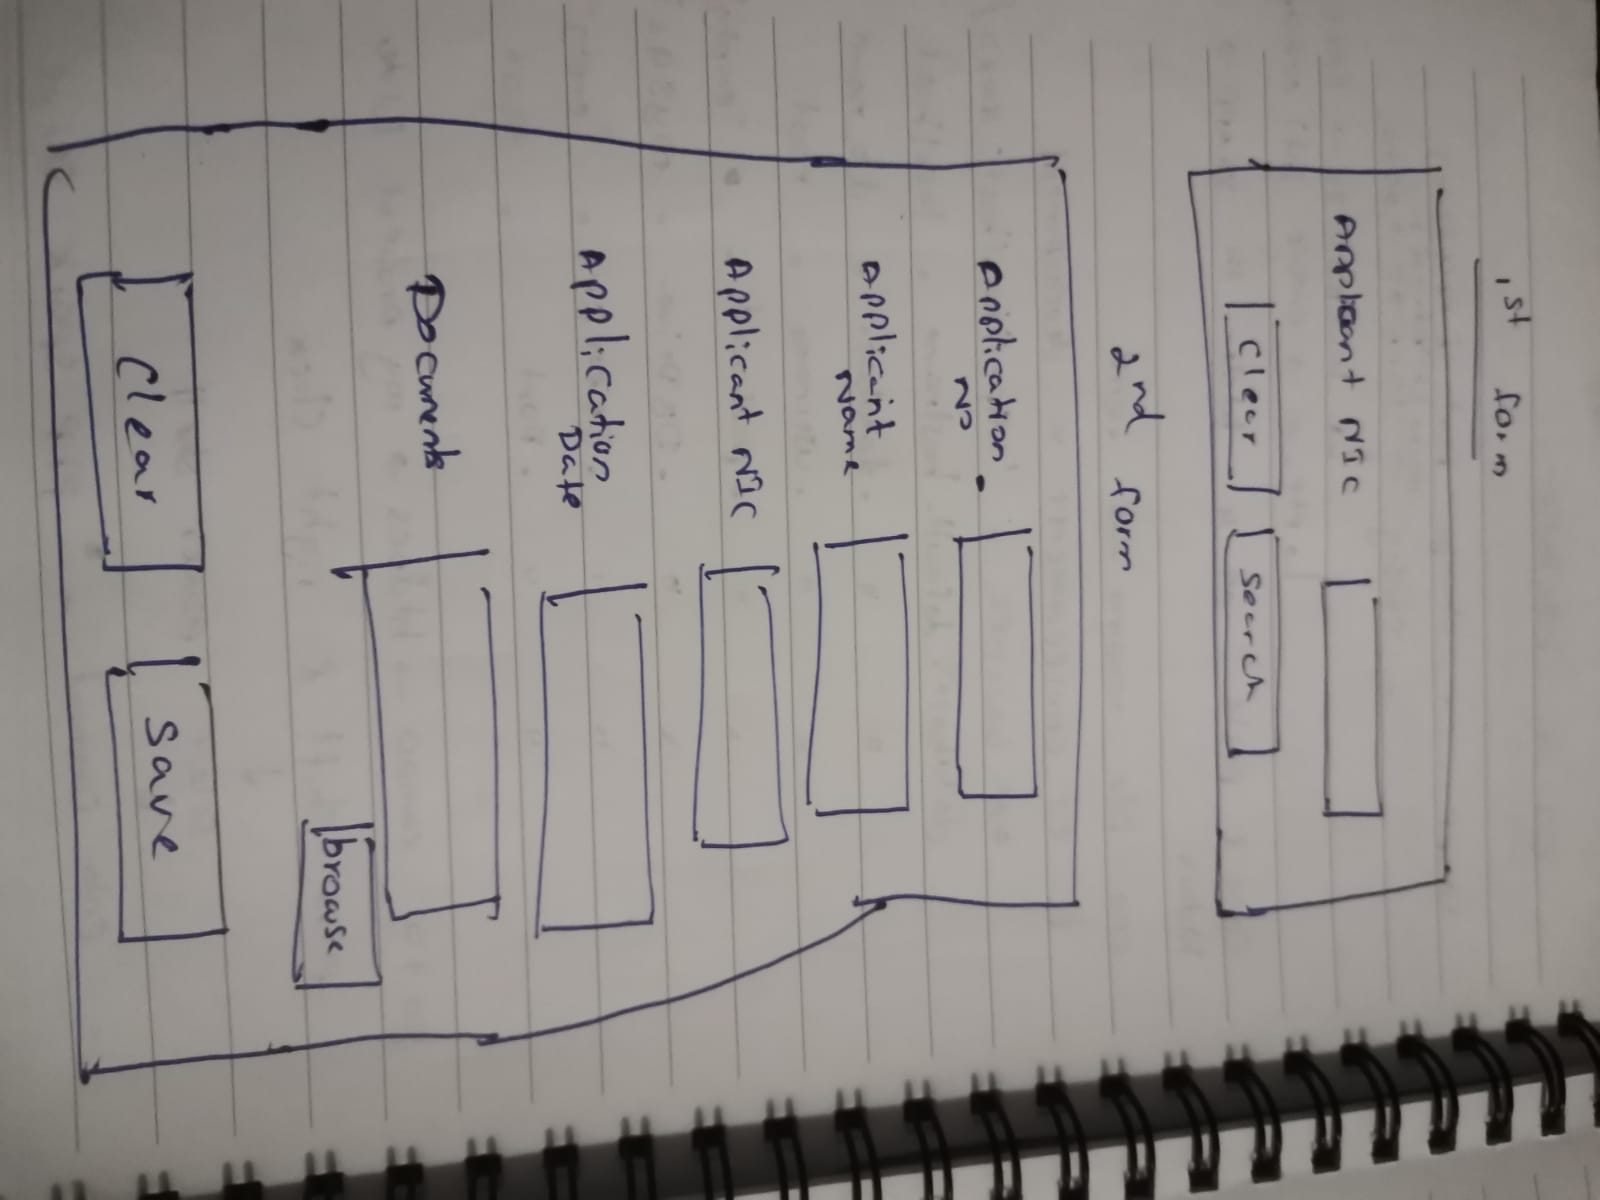 1st form
Applicant NIC
Clear Search
2nd form
Application
No
Applicant
Name
Applicant NIC
Application
Date
Documents
browse
Clear Save